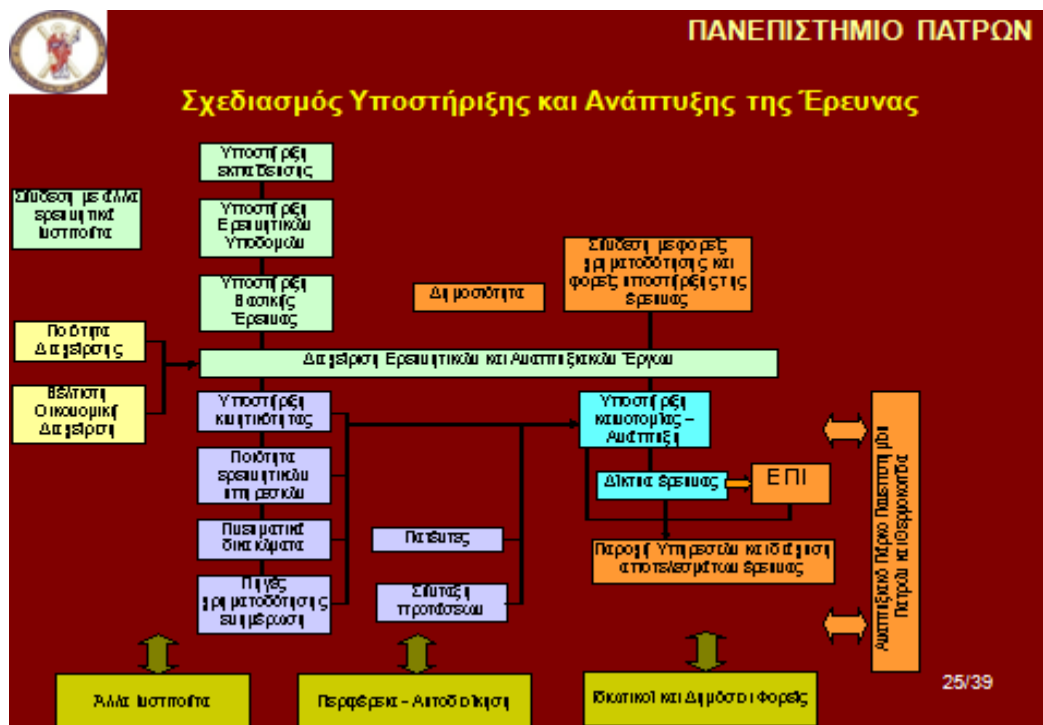 ΠΑΝΕΠΙΣΤΗΜΙΟ ΠΑΤΡΩΝ
Σχεδιασμός Υποστήριξης και Ανάπτυξης της Έρευνας
Υποστήριξη
εκπαίδευσης
Σύνδεση με άλλα
ερευνητικά
Ινστιτούτα
Υποστήριξη
Ερευνητικών
Υποδομών
Σύνδεση με φορείς
χρηματοδότησης και
φορείς υποστήριξης της
έρευνας
Υποστήριξη
Βασικής
Έρευνας
Δημοσιότητα
Ποιότητα
Διαχείρισης
Διαχείριση Ερευνητικών και Αναπτυξιακών Έργων
Βέλτιστη
Οικονομική
Διαχείριση
Υποστήριξη
κινητικότητας
Υποστήριξη
καινοτομίας –
Ανάπτυξη
Ποιότητα
ερευνητικών
υπηρεσιών
Δίκτυα έρευνας
ΕΠΙ
Πνευματικά
δικαιώματα
Πατέντες
Παροχή Υπηρεσιών και διάχυση
αποτελεσμάτων έρευνας
Πηγές
χρηματοδότησης
ενημέρωση
Σύνταξη
προτάσεων
Αναπτυξιακό Πάρκο Πανεπιστημίου
Πατρών και Θερμοκοιτίδα
Άλλα Ινστιτούτα
Περιφέρεια – Αυτοδιοίκηση
Ιδιωτικοί και Δημόσιοι Φορείς
25/39